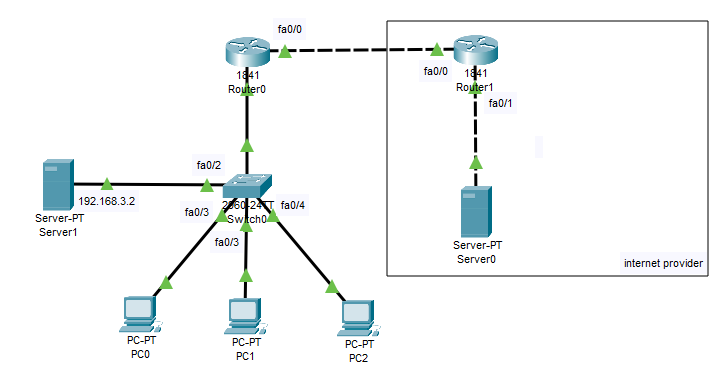 fa0/0
1841
Router0
fa0/0
1841
Router1
fa0/1
fa0/2
192.168.3.2
Server-PT
Server1
2960-24TT
Switch0
fa0/3
fa0/4
fa0/3
Server-PT
Server0
internet provider
PC-PT
PC0
PC-PT
PC1
PC-PT
PC2